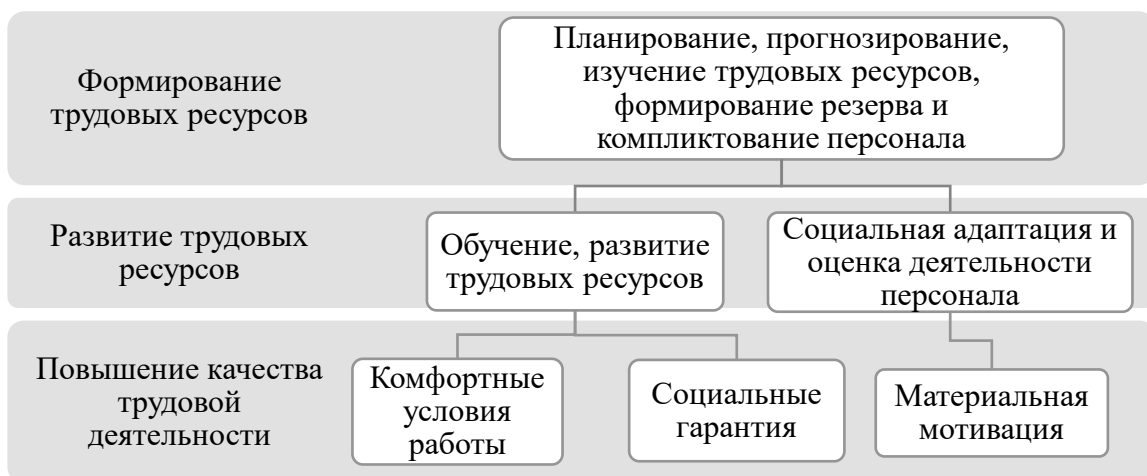 Формирование
трудовых ресурсов
Планирование, прогнозирование,
изучение трудовых ресурсов,
формирование резерва и
компликтование персонала
Развитие трудовых
ресурсов
Обучение, развитие
трудовых ресурсов
Социальная адаптация и
оценка деятельности
персонала
Повышение качества
трудовой
деятельности
Комфортные
условия
работы
Социальные
гарантия
Материальная
мотивация